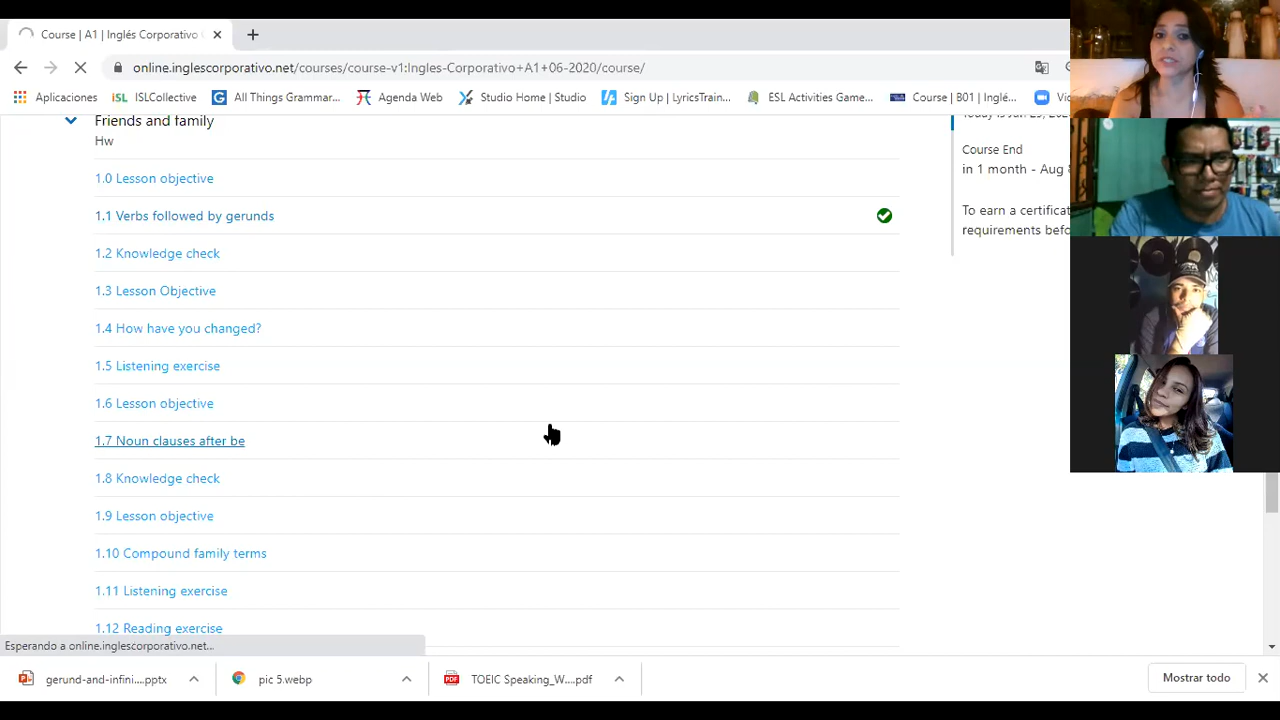 Course | A1 | Inglés Corporativo
online.inglescorporativo.net/courses/course-v1:Ingles-Corporativo+A1+06-2020/course/
Aplicaciones
ISLCollective
All Things Grammar...
Agenda Web
Studio Home | Studio
Sign Up | LyricsTrain...
ESL Activities Game...
Course | B01 | Inglé...
Friends and family
Hw
1.0 Lesson objective
1.1 Verbs followed by gerunds
1.2 Knowledge check
1.3 Lesson Objective
1.4 How have you changed?
1.5 Listening exercise
1.6 Lesson objective
1.7 Noun clauses after be
1.8 Knowledge check
1.9 Lesson objective
1.10 Compound family terms
1.11 Listening exercise
1.12 Reading exercise
Course End
in 1 month - Aug
To earn a certificat
requirements befo
Esperando a online.inglescorporativo.net...
gerund-and-infini....pptx
pic 5.webp
TOEIC Speaking_W....pdf
Mostrar todo